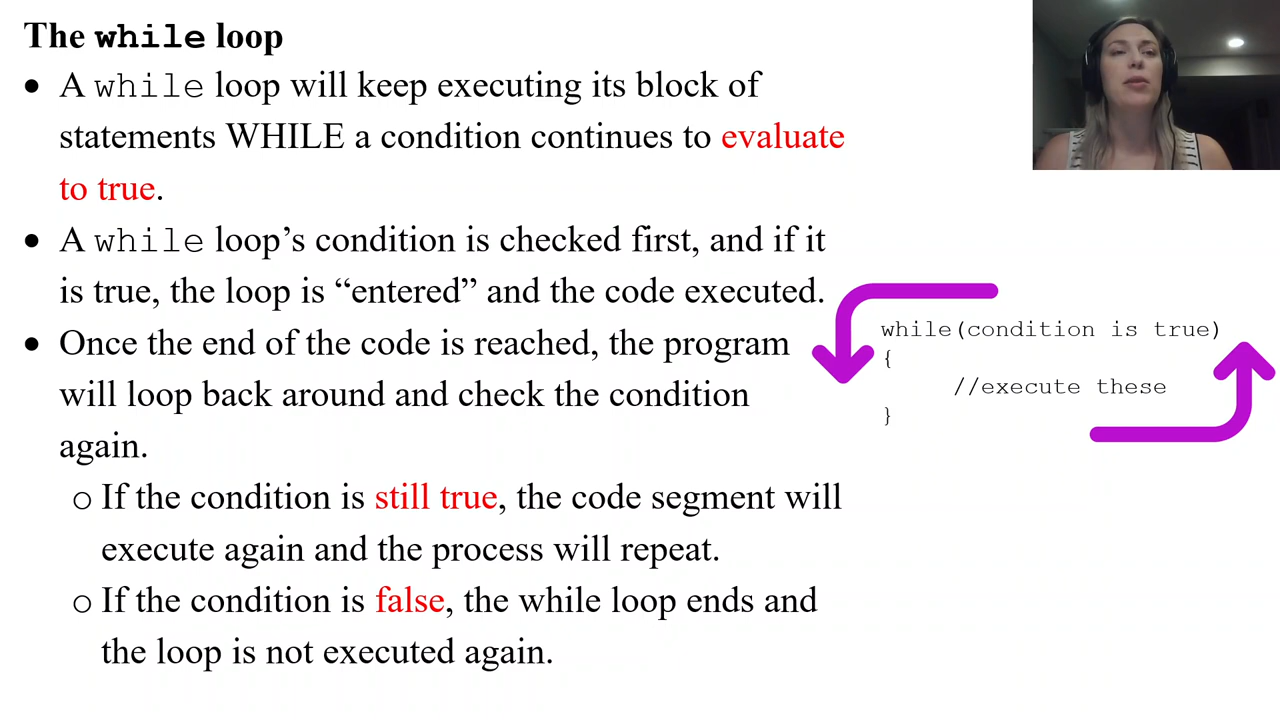 The while loop
• A while loop will keep executing its block of
statements WHILE a condition continues to evaluate
to true.
• A while loop’s condition is checked first, and if it
is true, the loop is “entered” and the code executed.
• Once the end of the code is reached, the program
will loop back around and check the condition
again.
o If the condition is still true, the code segment will
execute again and the process will repeat.
o If the condition is false, the while loop ends and
the loop is not executed again.
while(condition is true)
{
//execute these
}